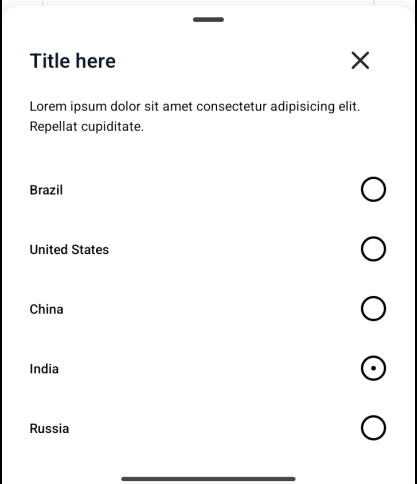 Title here
Lorem ipsum dolor sit amet consectetur adipisicing elit.
Repellat cupiditate.
Brazil
United States
China
India
Russia